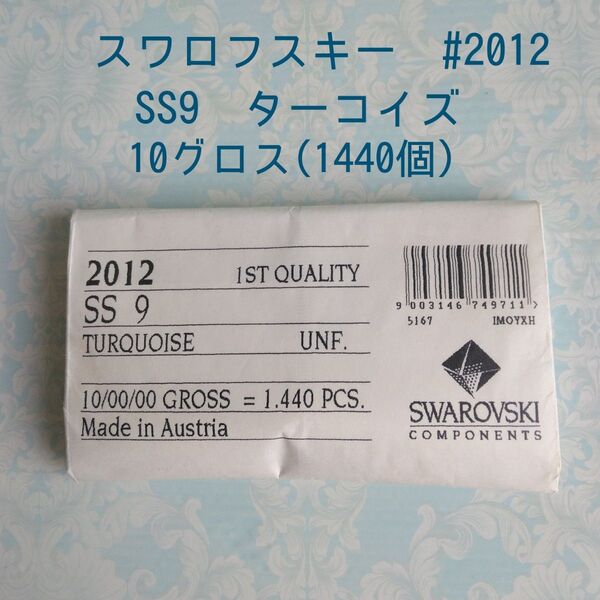 スワロフスキー　#2012
SS9　ターコイズ
10グロス(1440個)
2012 1ST QUALITY
SS 9
TURQUOISE UNF.
10/00/00 GROSS = 1.440 PCS.
Made in Austria
9 003146 749711>
5167 IMOYXH
SWAROVSKI
COMPONENTS